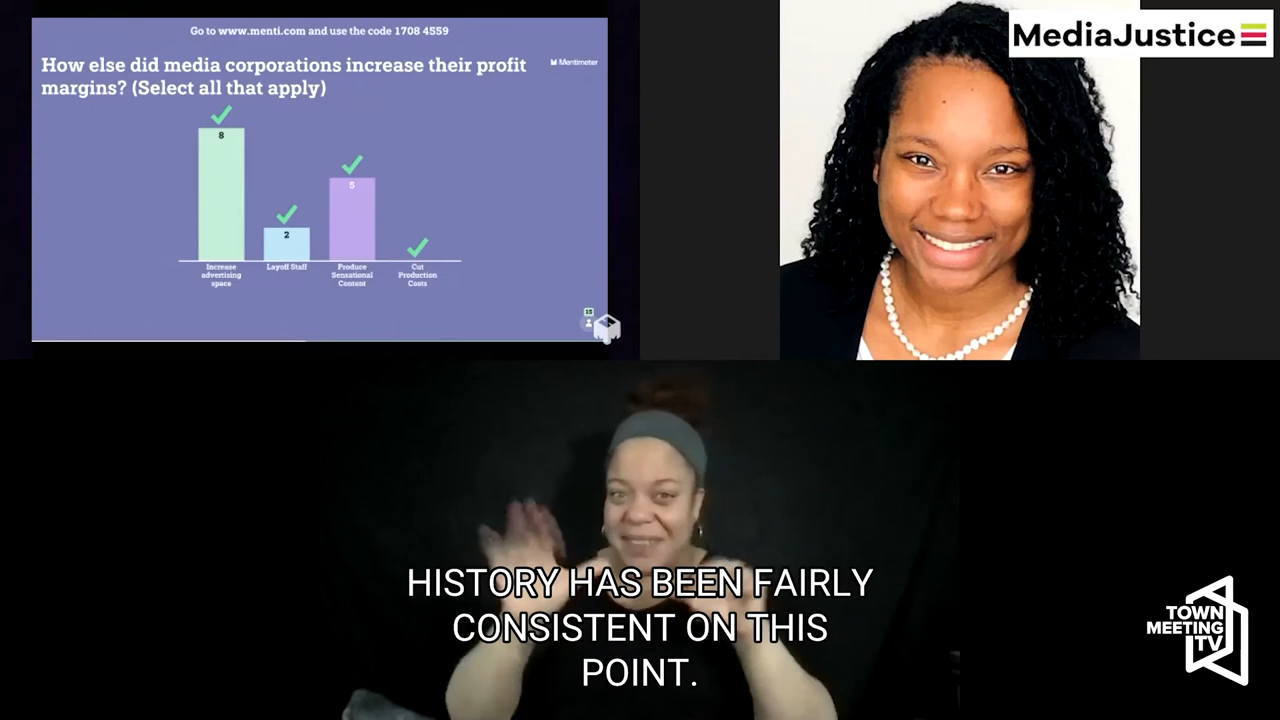 Go to www.menti.com and use the code 1708 4559
How else did media corporations increase their profit
margins? (Select all that apply)
Mentimeter
8
2
5
Increase
advertising
space
Layoff Staff
Produce
Sensational
Content
Cut
Production
Costs
MediaJustice
HISTORY HAS BEEN FAIRLY
CONSISTENT ON THIS
POINT.
TOWN
MEETING
TV